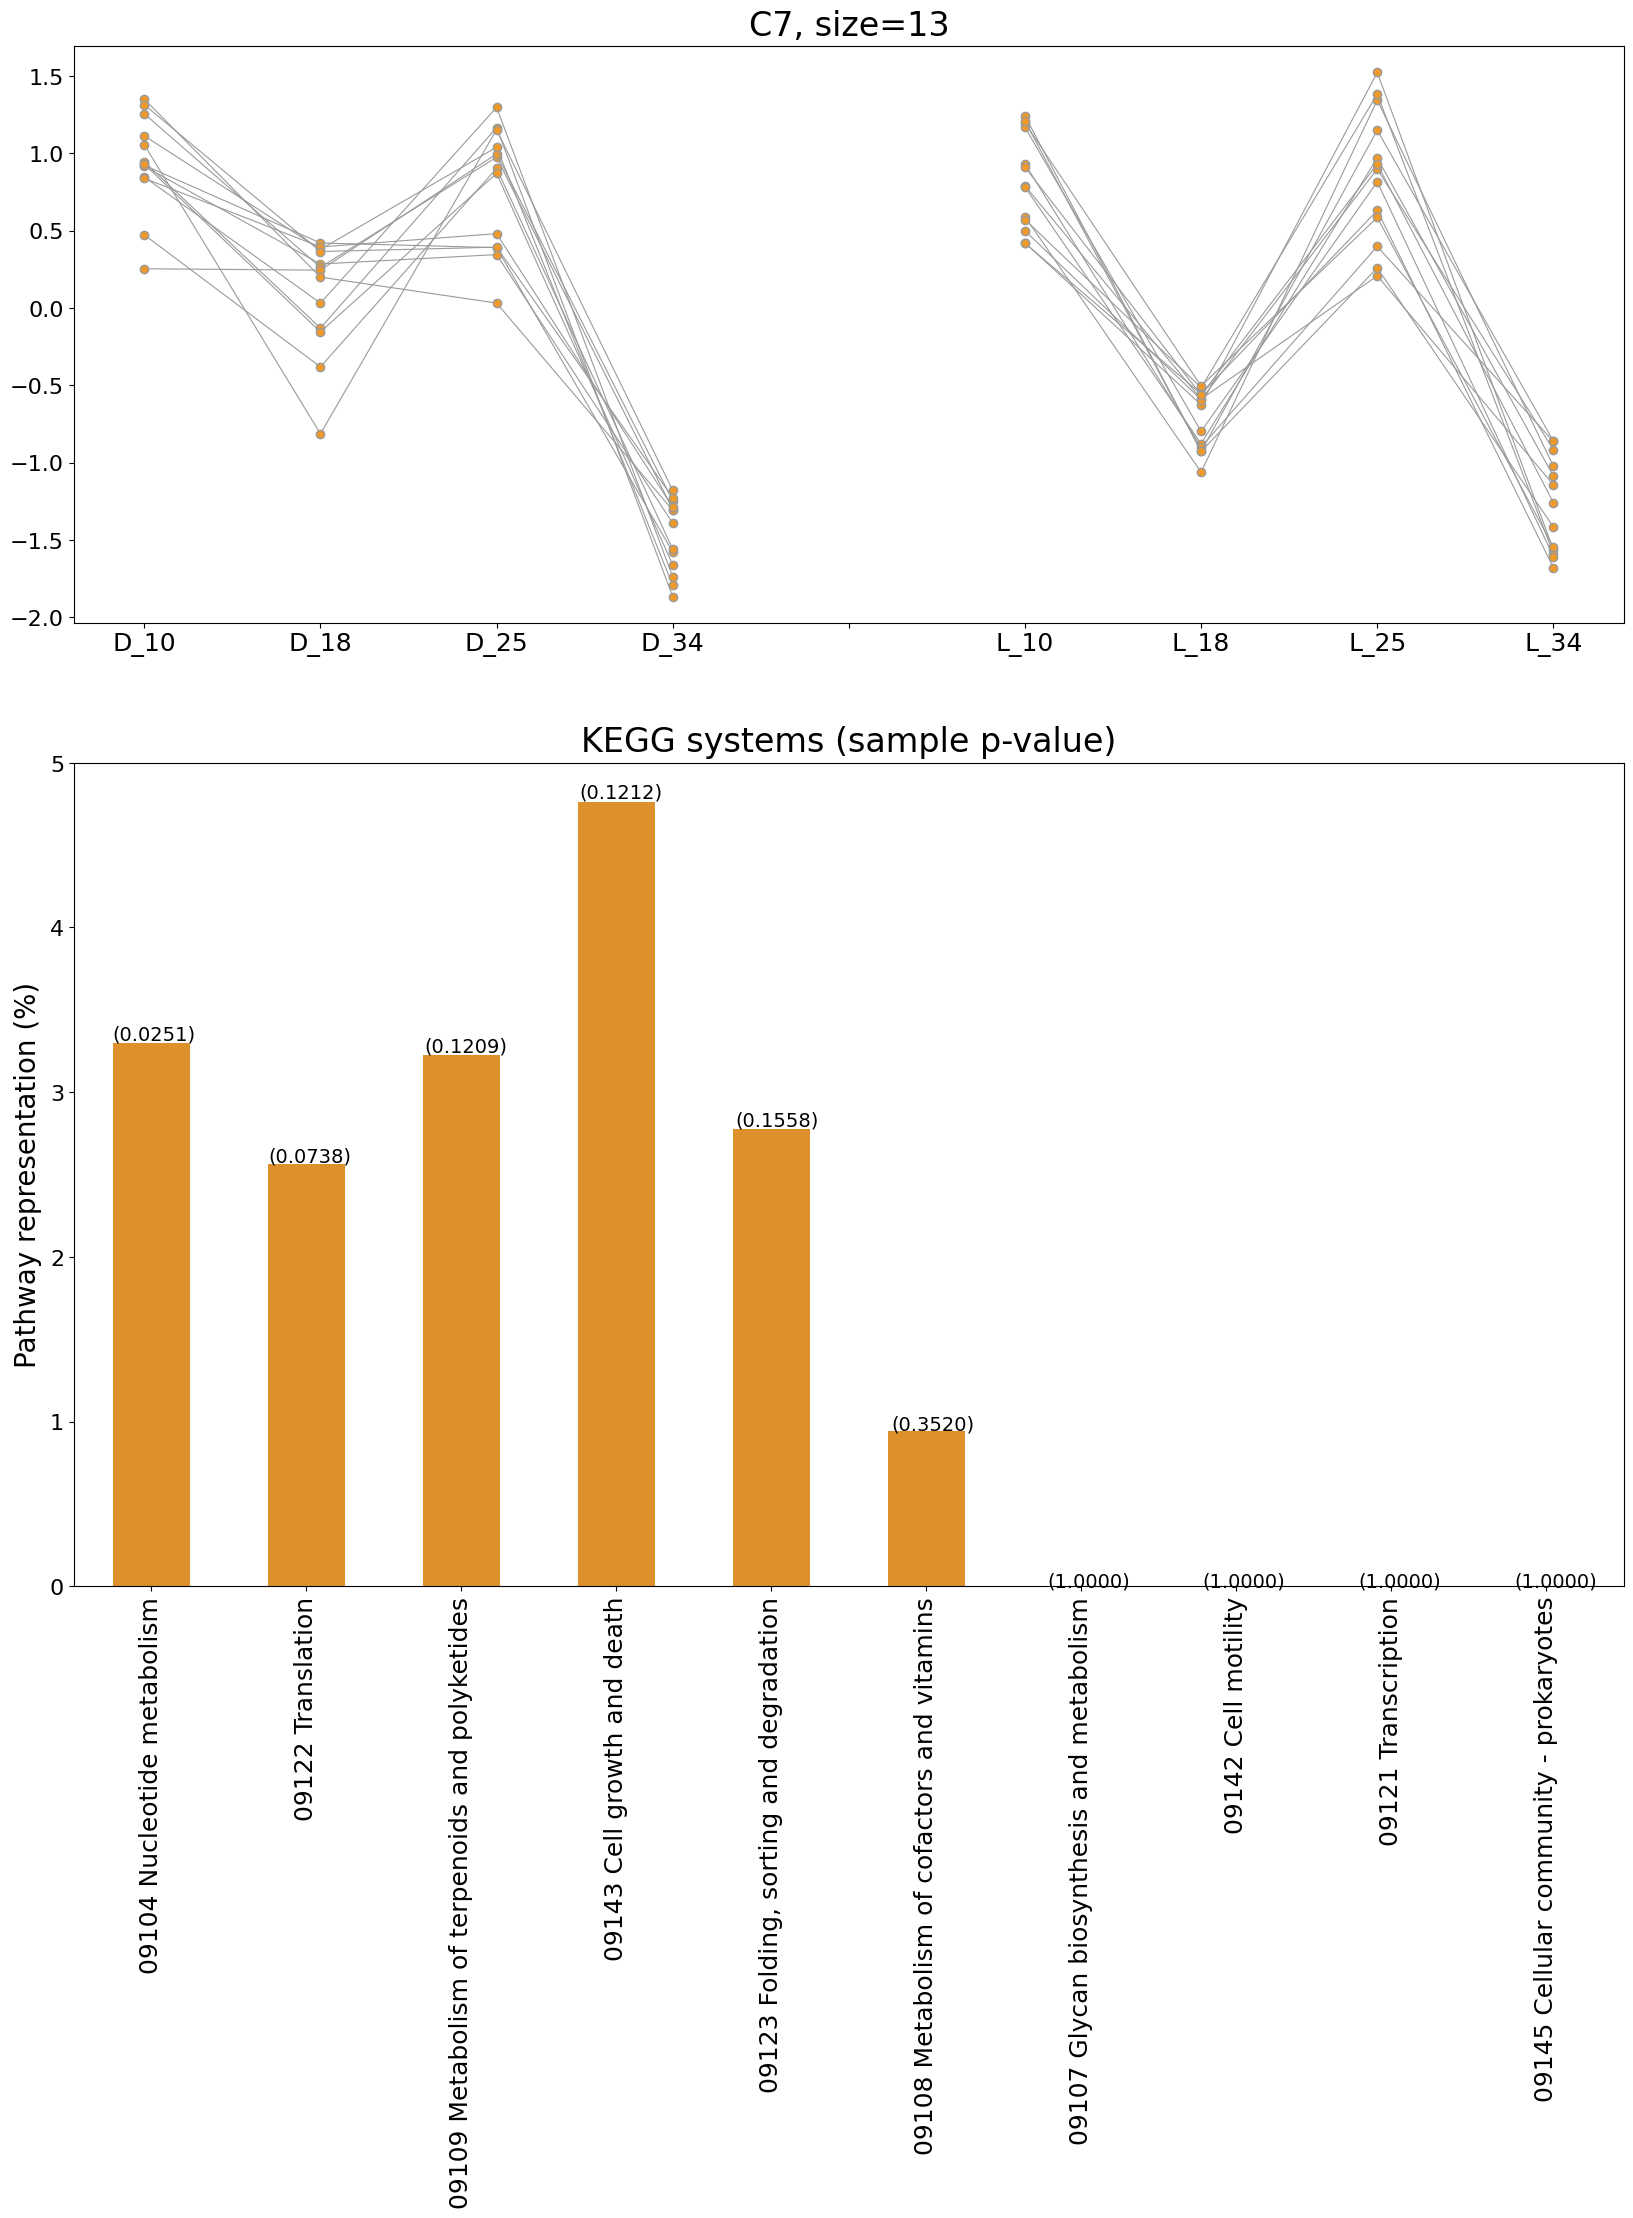 C7, size=13
1.5
1.0
0.5
0.0
−0.5
−1.0
−1.5
−2.0
D_10 D_18 D_25 D_34 L_10 L_18 L_25 L_34
KEGG systems (sample p-value)
Pathway representation (%)
5
4
3
2
1
0
(0.0251)
(0.0738)
(0.1209)
(0.1212)
(0.1558)
(0.3520)
(1.0000)
(1.0000)
(1.0000)
(1.0000)
09104 Nucleotide metabolism
09122 Translation
09109 Metabolism of terpenoids and polyketides
09143 Cell growth and death
09123 Folding, sorting and degradation
09108 Metabolism of cofactors and vitamins
09107 Glycan biosynthesis and metabolism
09142 Cell motility
09121 Transcription
09145 Cellular community - prokaryotes